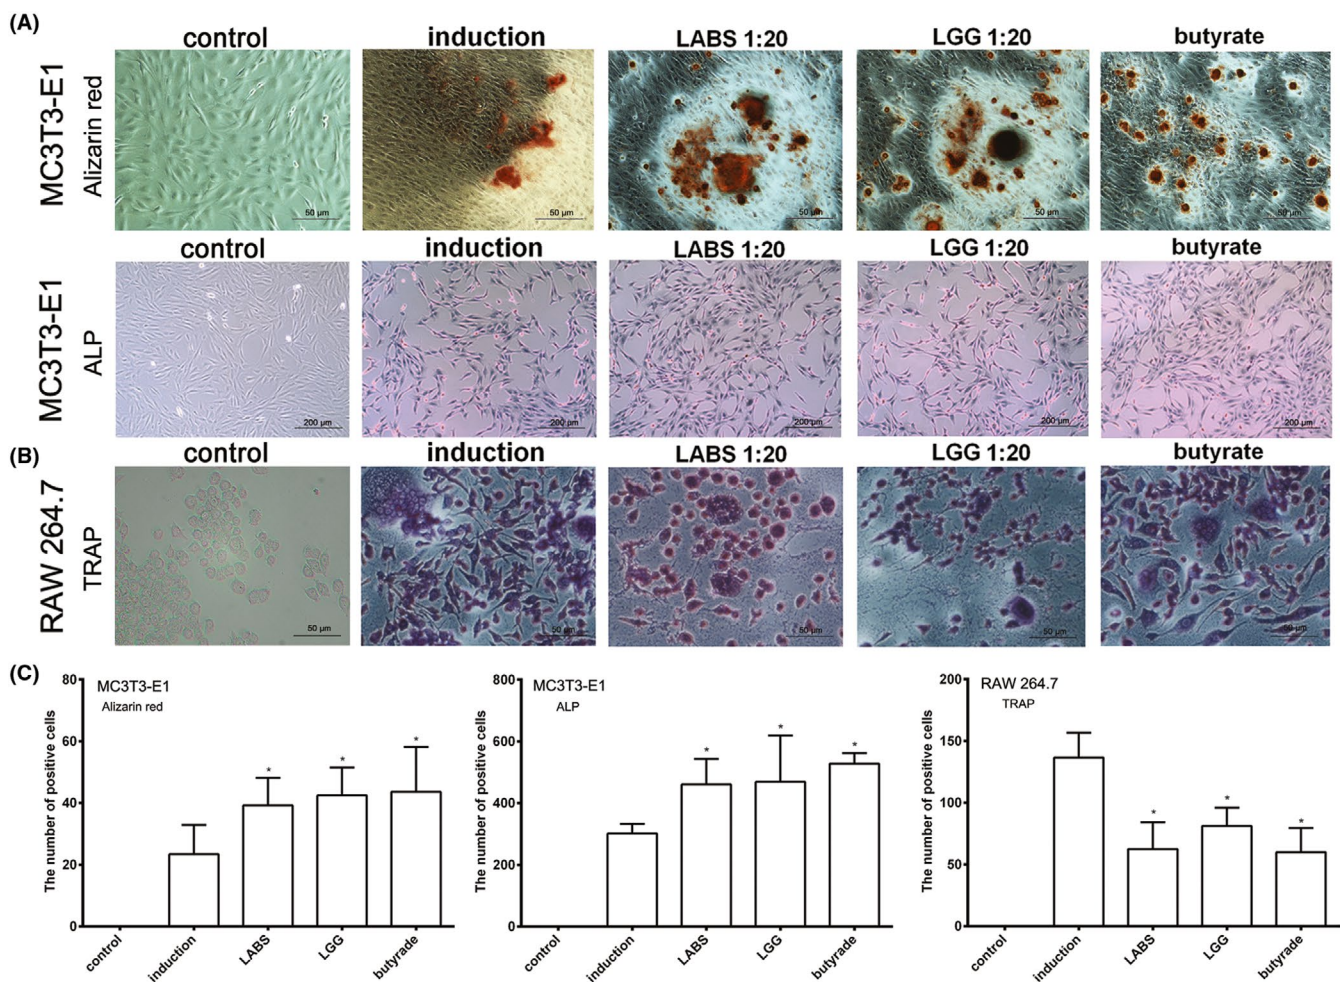 (A)
control induction LABS 1:20 LGG 1:20 butyrate
MC3T3-E1
Alizarin red
50 µm 50 µm 50 µm 50 µm 50 µm
control induction LABS 1:20 LGG 1:20 butyrate
MC3T3-E1
ALP
200 µm 200 µm 200 µm 200 µm 200 µm
(B)
control induction LABS 1:20 LGG 1:20 butyrate
RAW 264.7
TRAP
50 µm 50 µm 50 µm 50 µm 50 µm
(C)
MC3T3-E1
Alizarin red
The number of positive cells
80
60
40
20
0
* * *
control induction LABS LGG butyrade
MC3T3-E1
ALP
The number of positive cells
800
600
400
200
0
* * *
control induction LABS LGG butyrade
RAW 264.7
TRAP
The number of positive cells
200
150
100
50
0
* * *
control induction LABS LGG butyrade